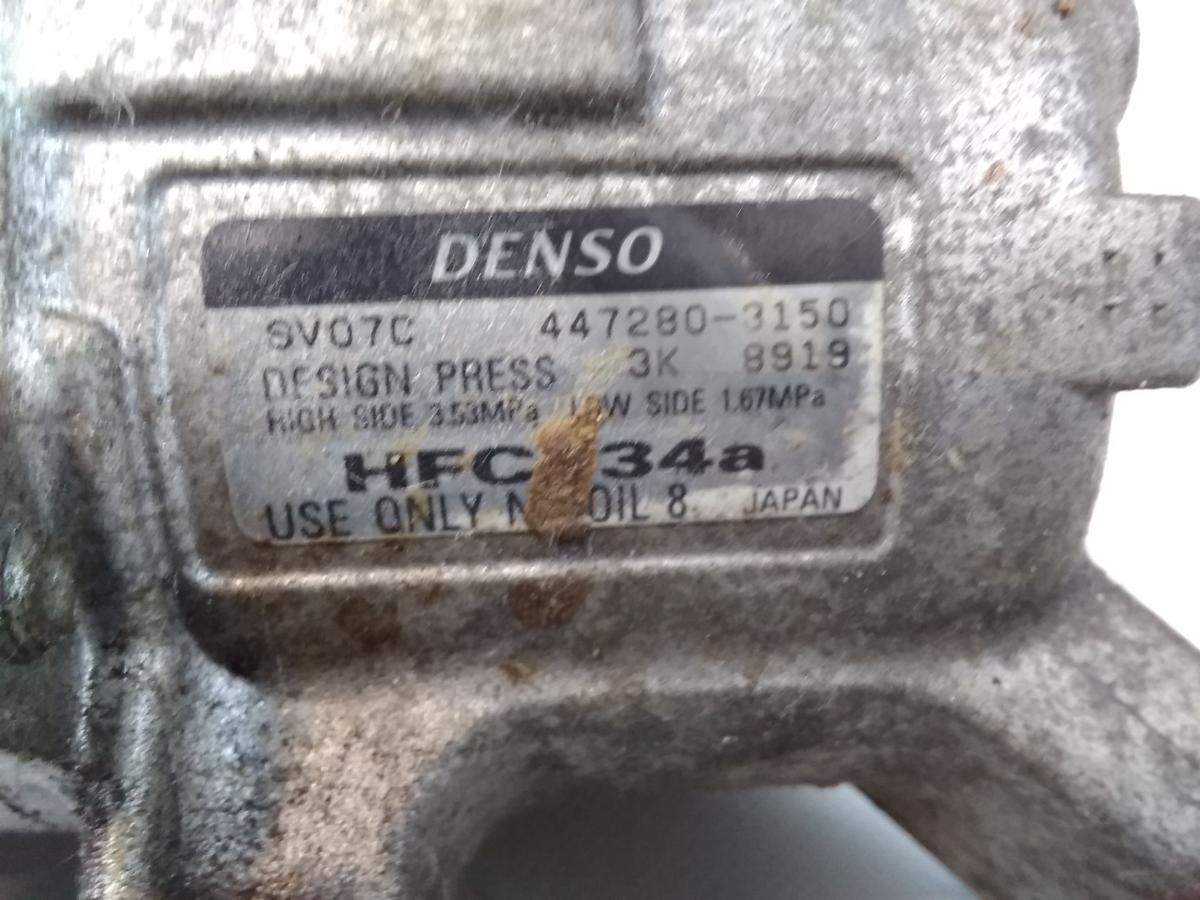 DENSO
SV07C 447280-3150
DESIGN PRESS 3K 8919
HIGH SIDE 3.53MPa LOW SIDE 1.67MPa
HFC 34a
USE ONLY OIL 8 JAPAN